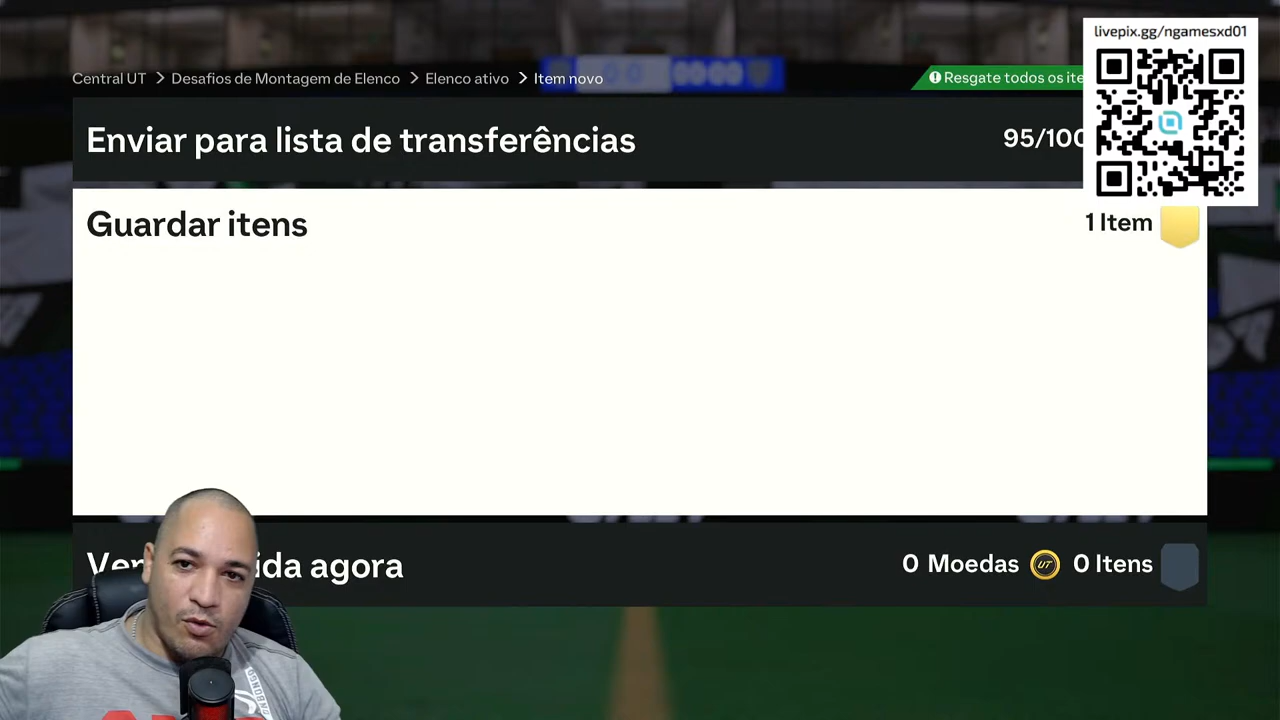 livepix.gg/ngamesxd01
Central UT > Desafios de Montagem de Elenco > Elenco ativo > Item novo
Resgate todos os ite
Enviar para lista de transferências
95/100
Guardar itens
1 Item
ida agora
0 Moedas UT 0 Itens